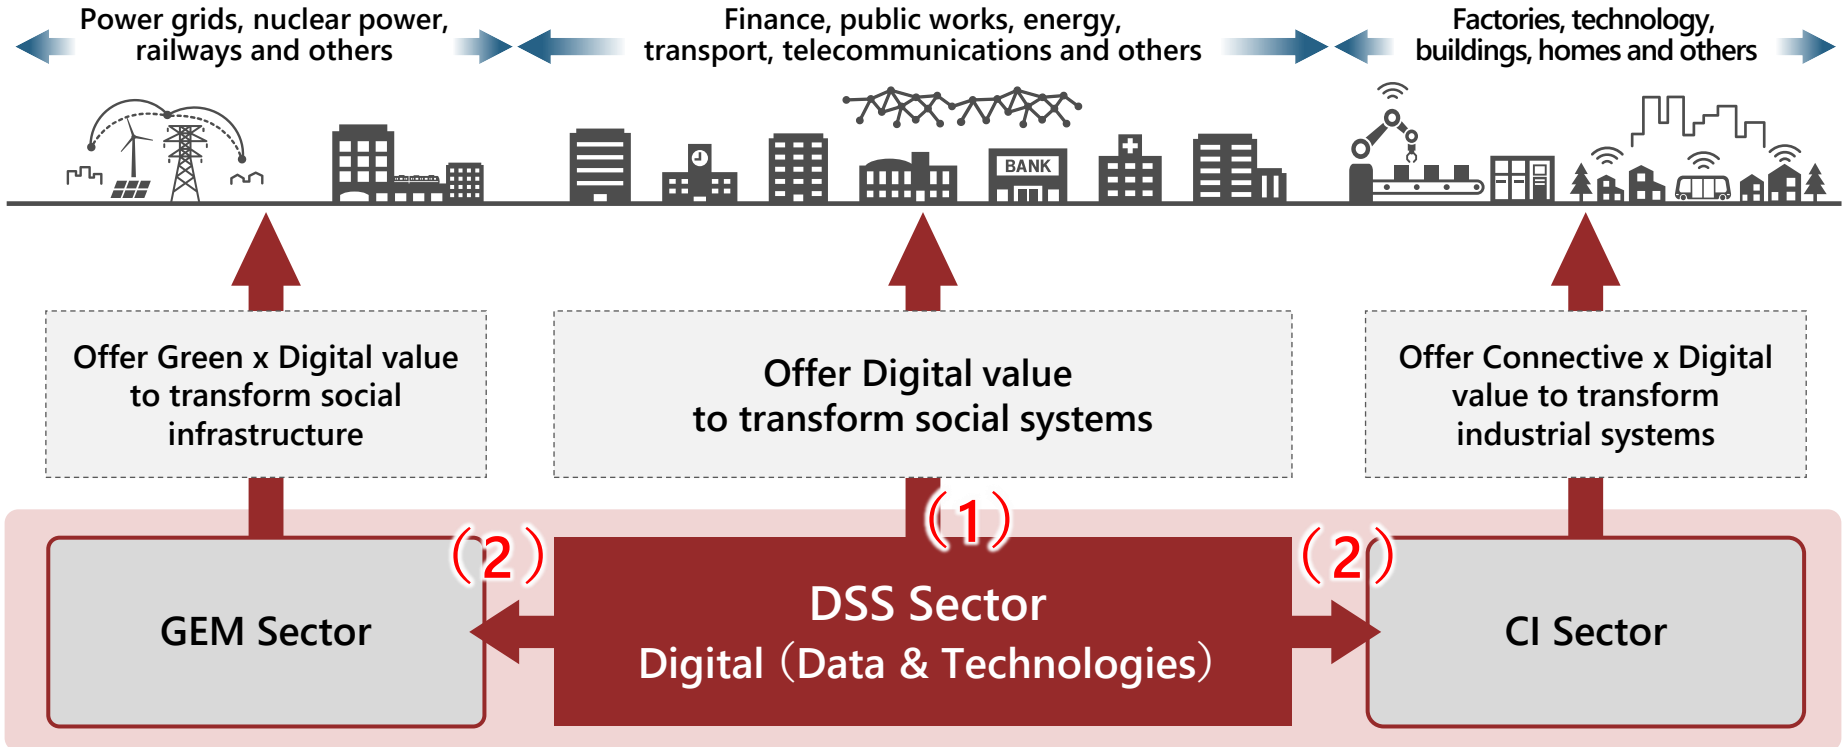 Power grids, nuclear power,
railways and others
Finance, public works, energy,
transport, telecommunications and others
Factories, technology,
buildings, homes and others
BANK
Offer Green x Digital value
to transform social
infrastructure
Offer Digital value
to transform social systems
Offer Connective x Digital
value to transform
industrial systems
(1)
(2)
(2)
GEM Sector
DSS Sector
Digital (Data & Technologies)
CI Sector